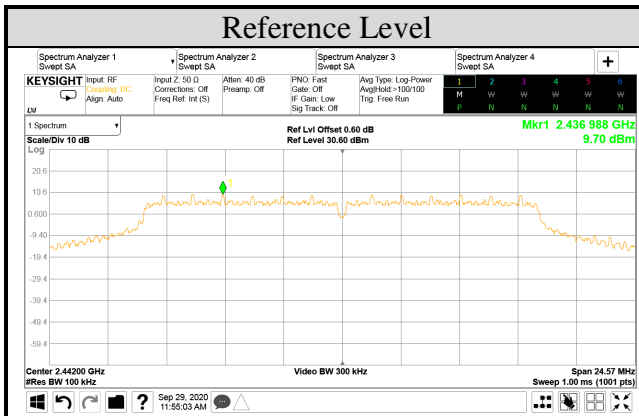 Reference Level
Spectrum Analyzer 1
Swept SA
Spectrum Analyzer 2
Swept SA
Spectrum Analyzer 3
Swept SA
Spectrum Analyzer 4
Swept SA
+
KEYSIGHT
LXI
Input: RF
Coupling: DC
Align: Auto
Input Z: 50 Ω
Corrections: Off
Freq Ref: Int (S)
Atten: 40 dB
Preamp: Off
PNO: Fast
Gate: Off
IF Gain: Low
Sig Track: Off
Avg Type: Log-Power
Avg|Hold:>100/100
Trig: Free Run
1 2 3 4 5 6
M W W W W W
P N N N N N
1 Spectrum
Scale/Div 10 dB
Log
Ref Lvl Offset 0.60 dB
Ref Level 30.60 dBm
Mkr1 2.436 988 GHz
9.70 dBm
20.6
10.6
1
0.600
-9.40
-19.4
-29.4
-39.4
-49.4
-59.4
Center 2.44200 GHz
#Res BW 100 kHz
Video BW 300 kHz
Span 24.57 MHz
Sweep 1.00 ms (1001 pts)
?
Sep 29, 2020
11:55:03 AM